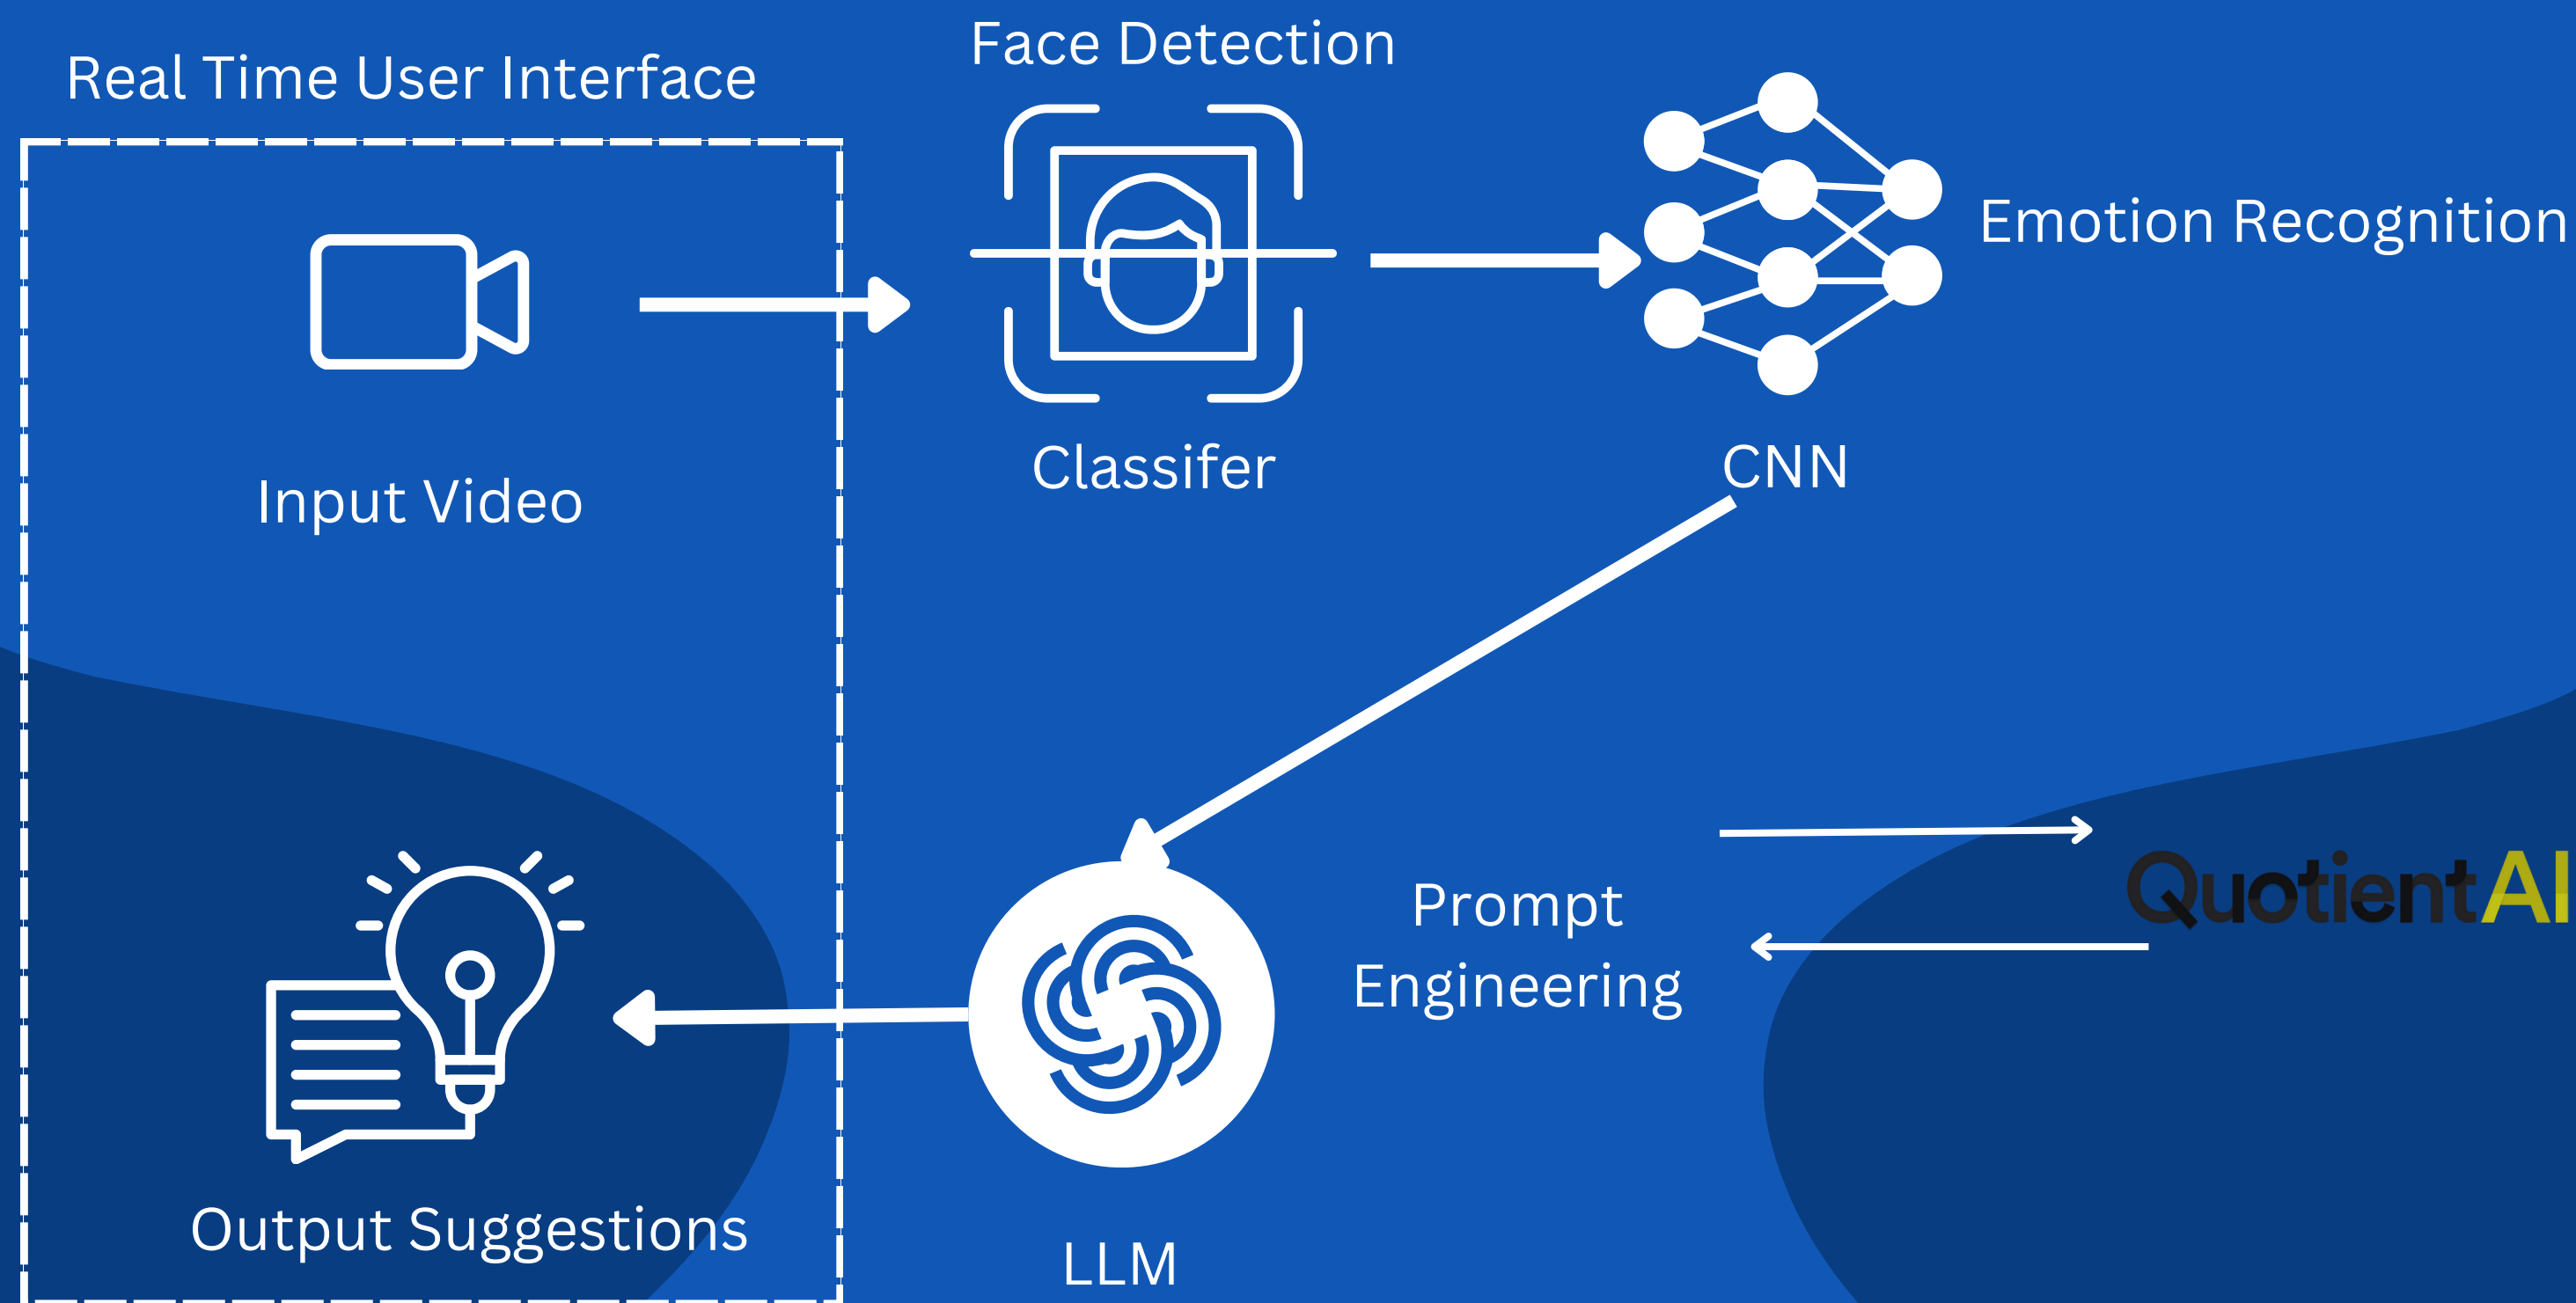 Real Time User Interface
Face Detection
Emotion Recognition
Input Video
Classifer
CNN
Prompt
Engineering
QuotientAI
Output Suggestions
LLM